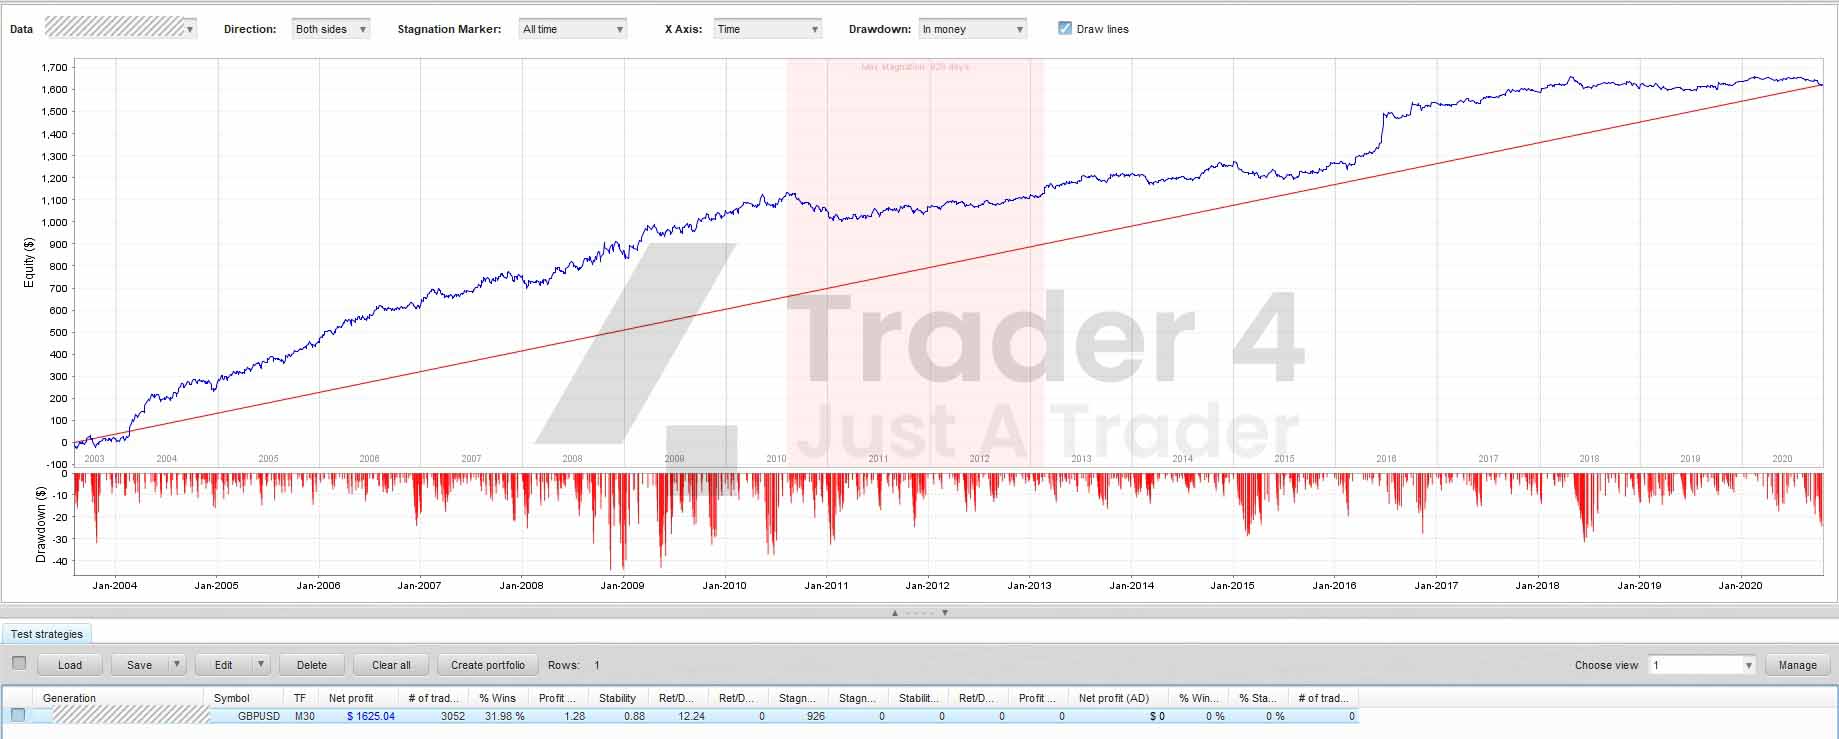 Data Direction: Both sides Stagnation Marker: All time X Axis: Time Drawdown: In money Draw lines
1,700
1,600
1,500
1,400
1,300
1,200
1,100
1,000
900
800
700
600
500
400
300
200
100
0
-100
Equity ($)
Trader 4
Just A Trader
2003 2004 2005 2006 2007 2008 2009 2010 2011 2012 2013 2014 2015 2016 2017 2018 2019 2020
0
-10
-20
-30
-40
Drawdown ($)
Jan-2004 Jan-2005 Jan-2006 Jan-2007 Jan-2008 Jan-2009 Jan-2010 Jan-2011 Jan-2012 Jan-2013 Jan-2014 Jan-2015 Jan-2016 Jan-2017 Jan-2018 Jan-2019 Jan-2020
Test strategies
Load Save Edit Delete Clear all Create portfolio Rows: 1 Choose view 1 Manage
Generation Symbol TF Net profit # of trad... % Wins Profit ... Stability Ret/D... Ret/D... Stagn... Stagn... Stabilit... Ret/D... Profit ... Net profit (AD) % Win... % Sta... # of trad...
GBPUSD M30 $ 1625.04 3052 31.98 % 1.28 0.88 12.24 0 926 0 0 0 0 $ 0 0 % 0 % 0